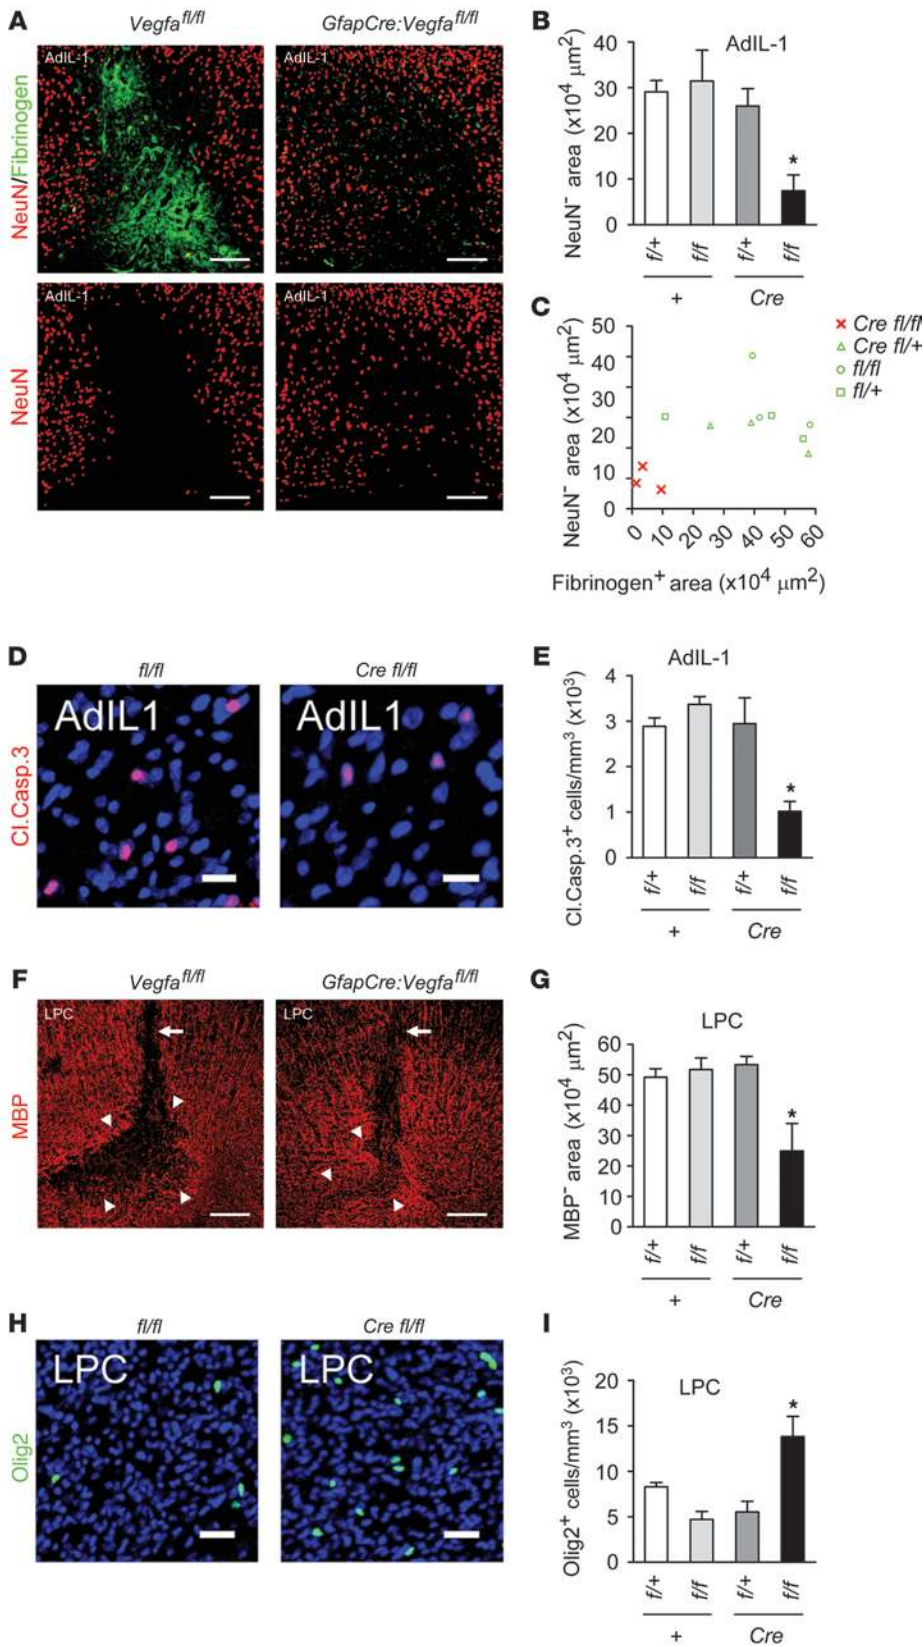 A
Vegfa^fl/fl
GfapCre:Vegfa^fl/fl
NeuN/Fibrinogen
AdIL-1
AdIL-1
NeuN
AdIL-1
AdIL-1
B
AdIL-1
NeuN⁻ area (x10⁴ µm²)
40
30
20
10
0
f/+
f/f
f/+
f/f
+
Cre
*
C
NeuN⁻ area (x10⁴ µm²)
50
40
30
20
10
0
0
10
20
30
40
50
60
Fibrinogen⁺ area (x10⁴ µm²)
Cre fl/fl
Cre fl/+
fl/fl
fl/+
D
fl/fl
Cre fl/fl
Cl.Casp.3
AdIL1
AdIL1
E
AdIL-1
Cl.Casp.3⁺ cells/mm³ (x10³)
4
3
2
1
0
*
f/+
f/f
f/+
f/f
+
Cre
F
Vegfa^fl/fl
GfapCre:Vegfa^fl/fl
MBP
LPC
LPC
G
LPC
MBP⁻ area (x10⁴ µm²)
60
50
40
30
20
10
0
*
f/+
f/f
f/+
f/f
+
Cre
H
fl/fl
Cre fl/fl
Olig2
LPC
LPC
I
LPC
Olig2⁺ cells/mm³ (x10³)
20
15
10
5
0
*
f/+
f/f
f/+
f/f
+
Cre